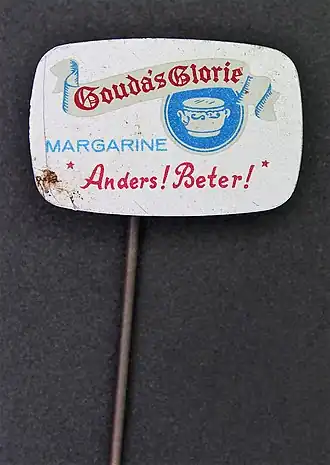 Gouda's Glorie
MARGARINE
* Anders! Beter! *